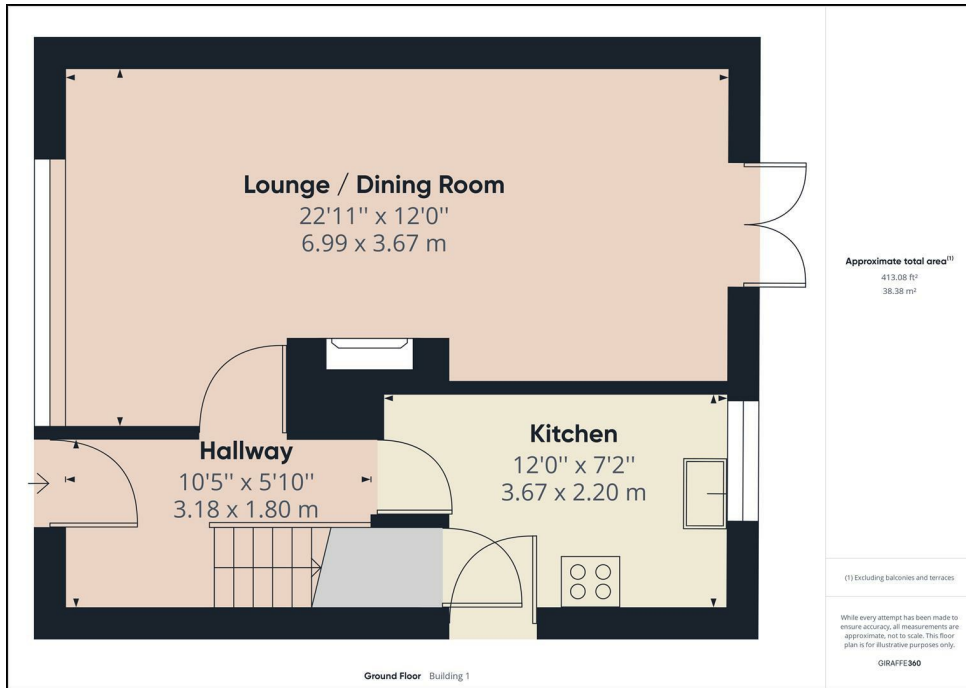 Lounge / Dining Room
22'11'' x 12'0''
6.99 x 3.67 m
Hallway
10'5'' x 5'10''
3.18 x 1.80 m
Kitchen
12'0'' x 7'2''
3.67 x 2.20 m
Ground Floor Building 1
Approximate total area(1)
413.08 ft²
38.38 m²
(1) Excluding balconies and terraces
While every attempt has been made to
ensure accuracy, all measurements are
approximate, not to scale. This floor
plan is for illustrative purposes only.
GIRAFFE360